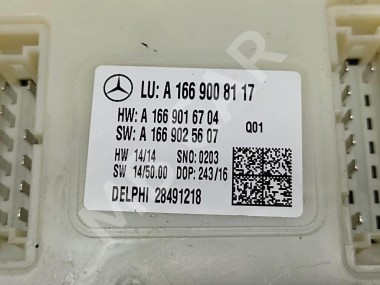 LU: A 166 900 81 17
HW: A 166 901 67 04
SW: A 166 902 56 07 Q01
HW 14/14 SNO: 0203
SW 14/50.00 DOP: 243/16
DELPHI 28491218